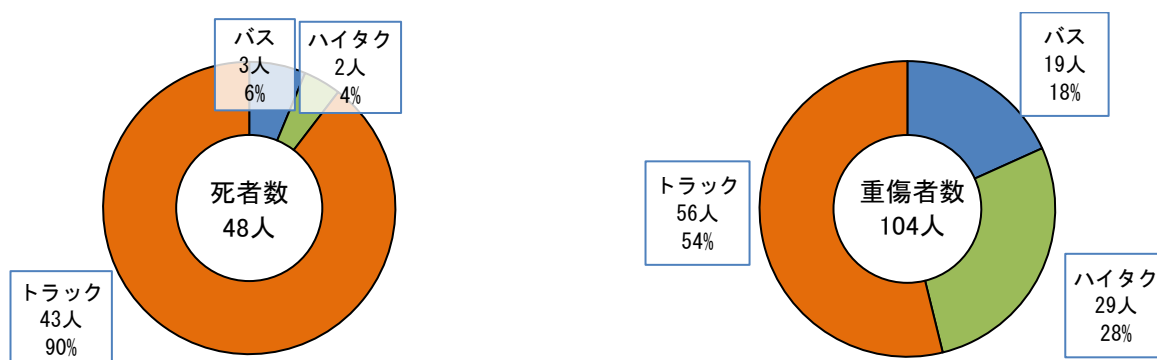 バス
3人
6%
ハイタク
2人
4%
死者数
48人
トラック
43人
90%
バス
19人
18%
トラック
56人
54%
重傷者数
104人
ハイタク
29人
28%